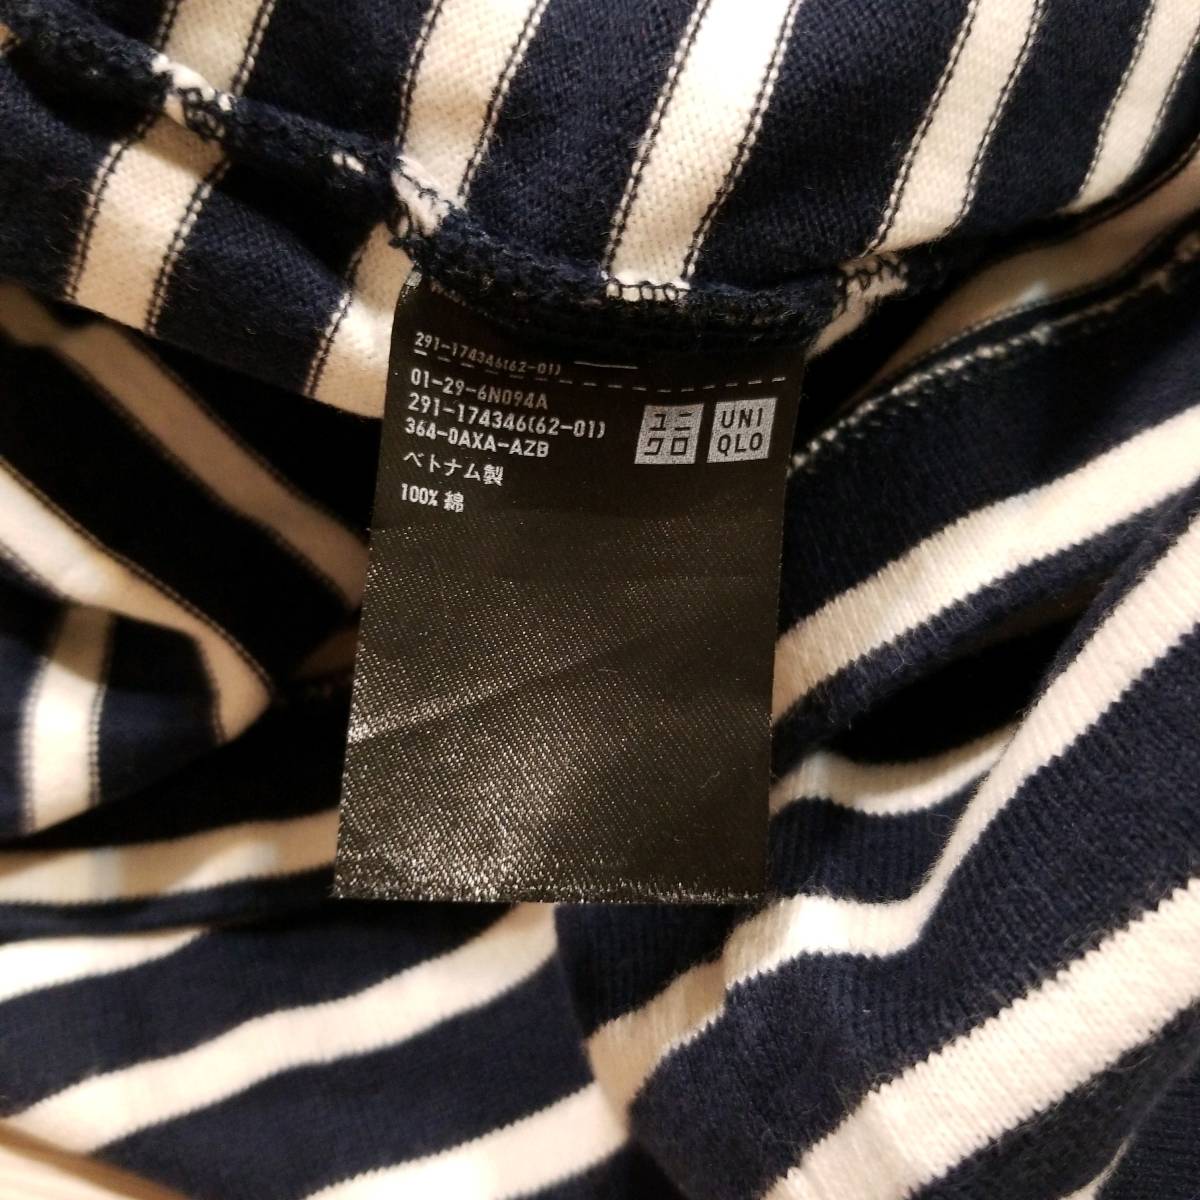 291-174346(62-01)
01-29-6N094A
291-174346(62-01)
364-0AXA-AZB
ベトナム製
100% 綿
ユニ
クロ
UNI
QLO